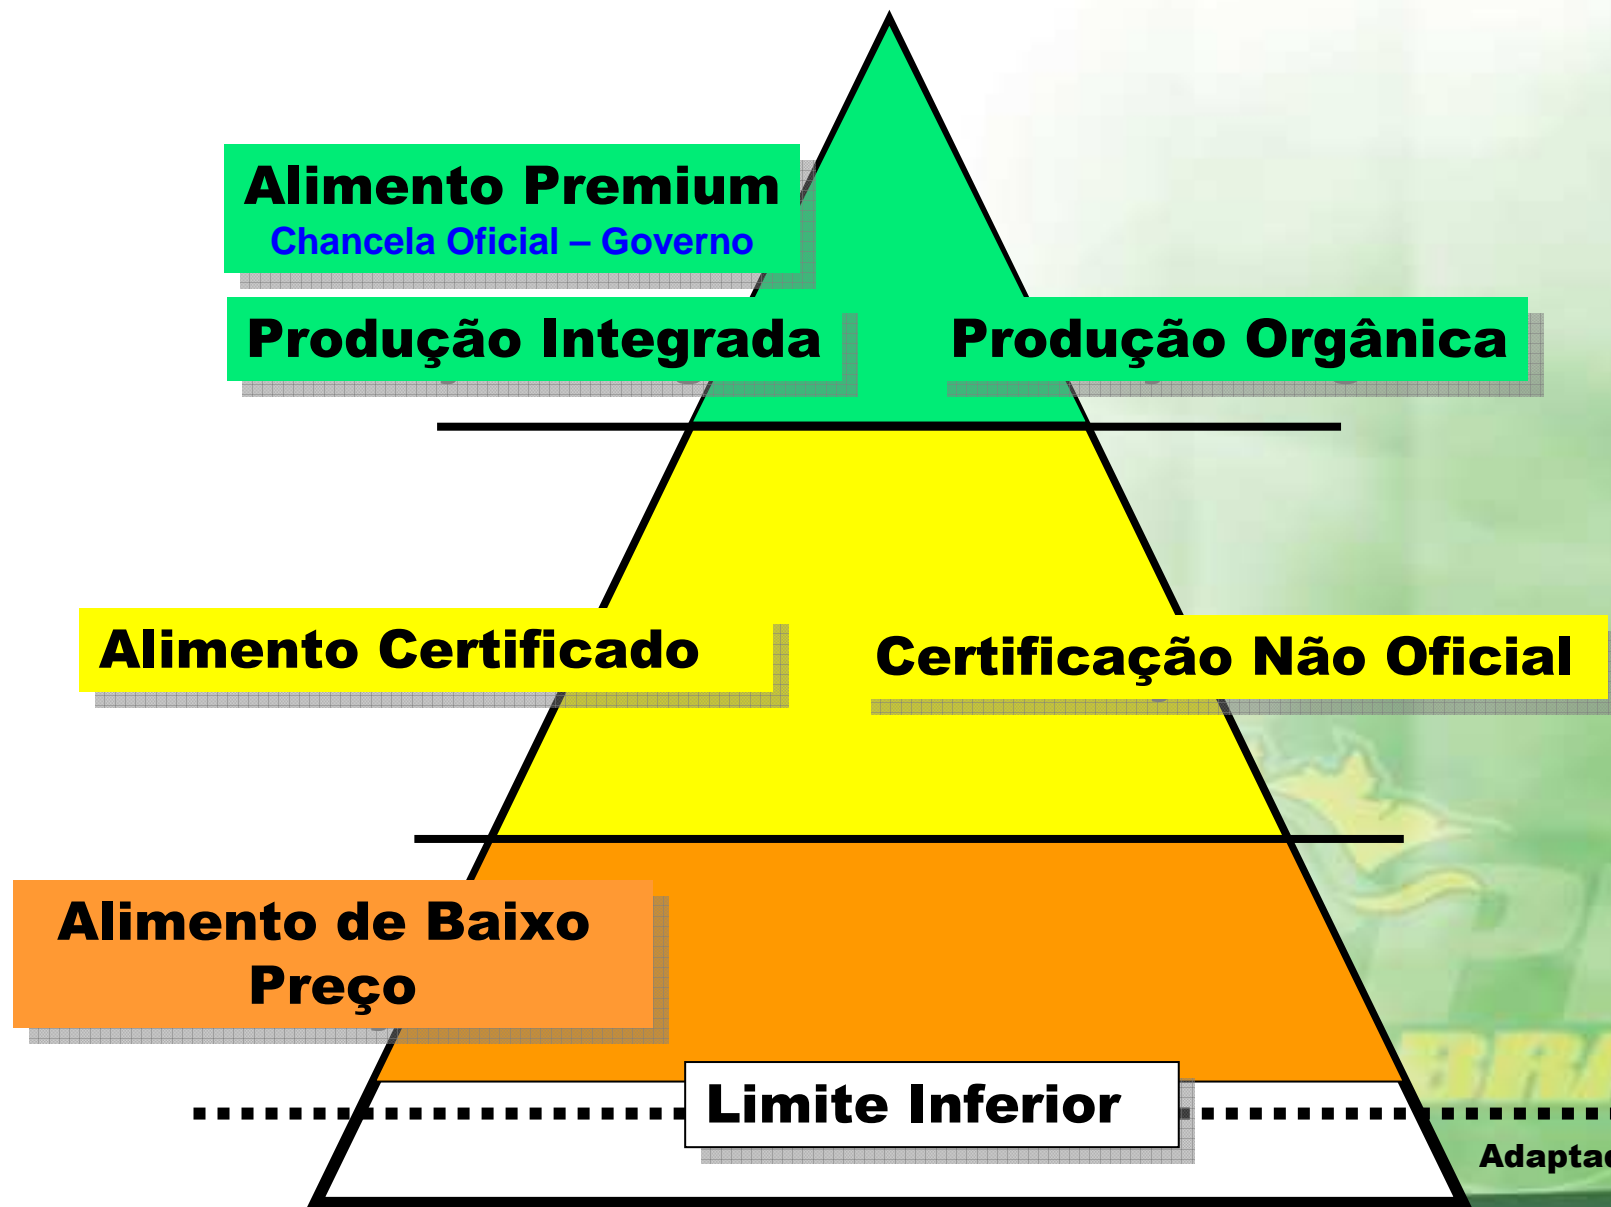 Alimento Premium
Chancela Oficial – Governo
Produção Integrada
Produção Orgânica
Alimento Certificado
Certificação Não Oficial
Alimento de Baixo
Preço
Limite Inferior